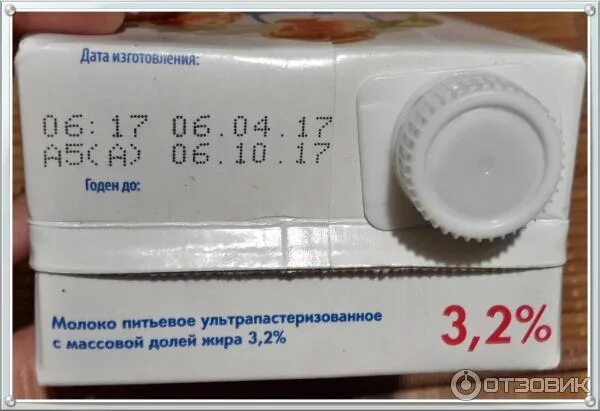 Дата изготовления:
06:17 06.04.17
A5(A) 06.10.17
Годен до:
Молоко питьевое ультрапастеризованное
с массовой долей жира 3,2%
3,2%
ОТЗОВИК